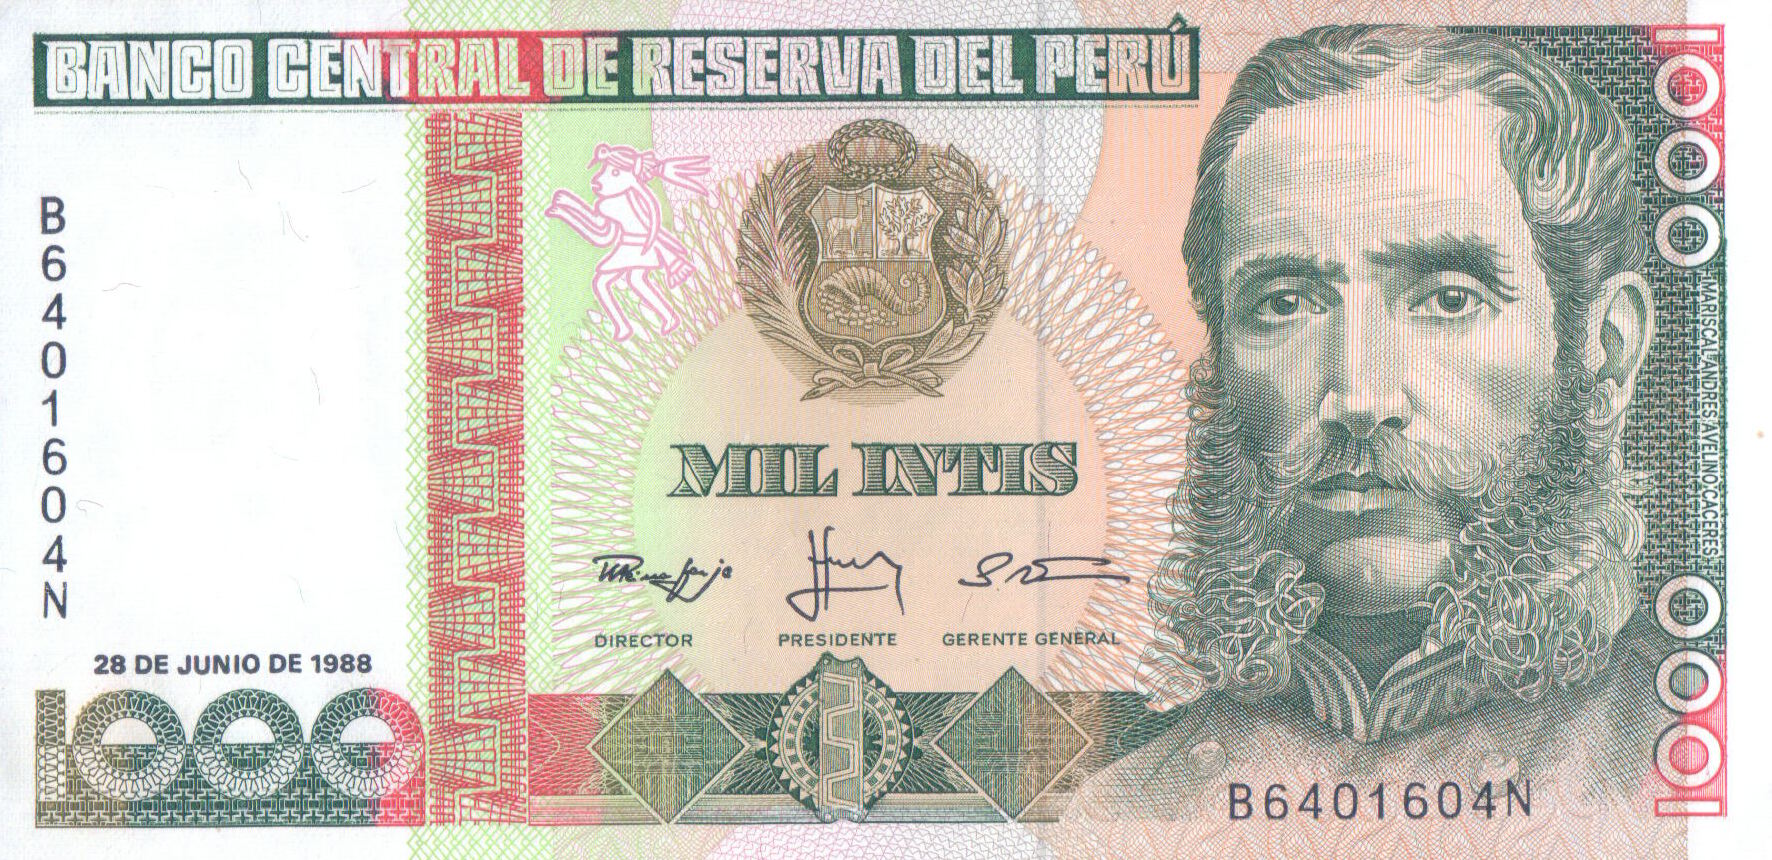 BANCO CENTRAL DE RESERVA DEL PERÚ
B6401604N
28 DE JUNIO DE 1988
1000
MIL INTIS
DIRECTOR PRESIDENTE GERENTE GENERAL
B6401604N
1000
MARISCAL ANDRES AVELINO CACERES
1000